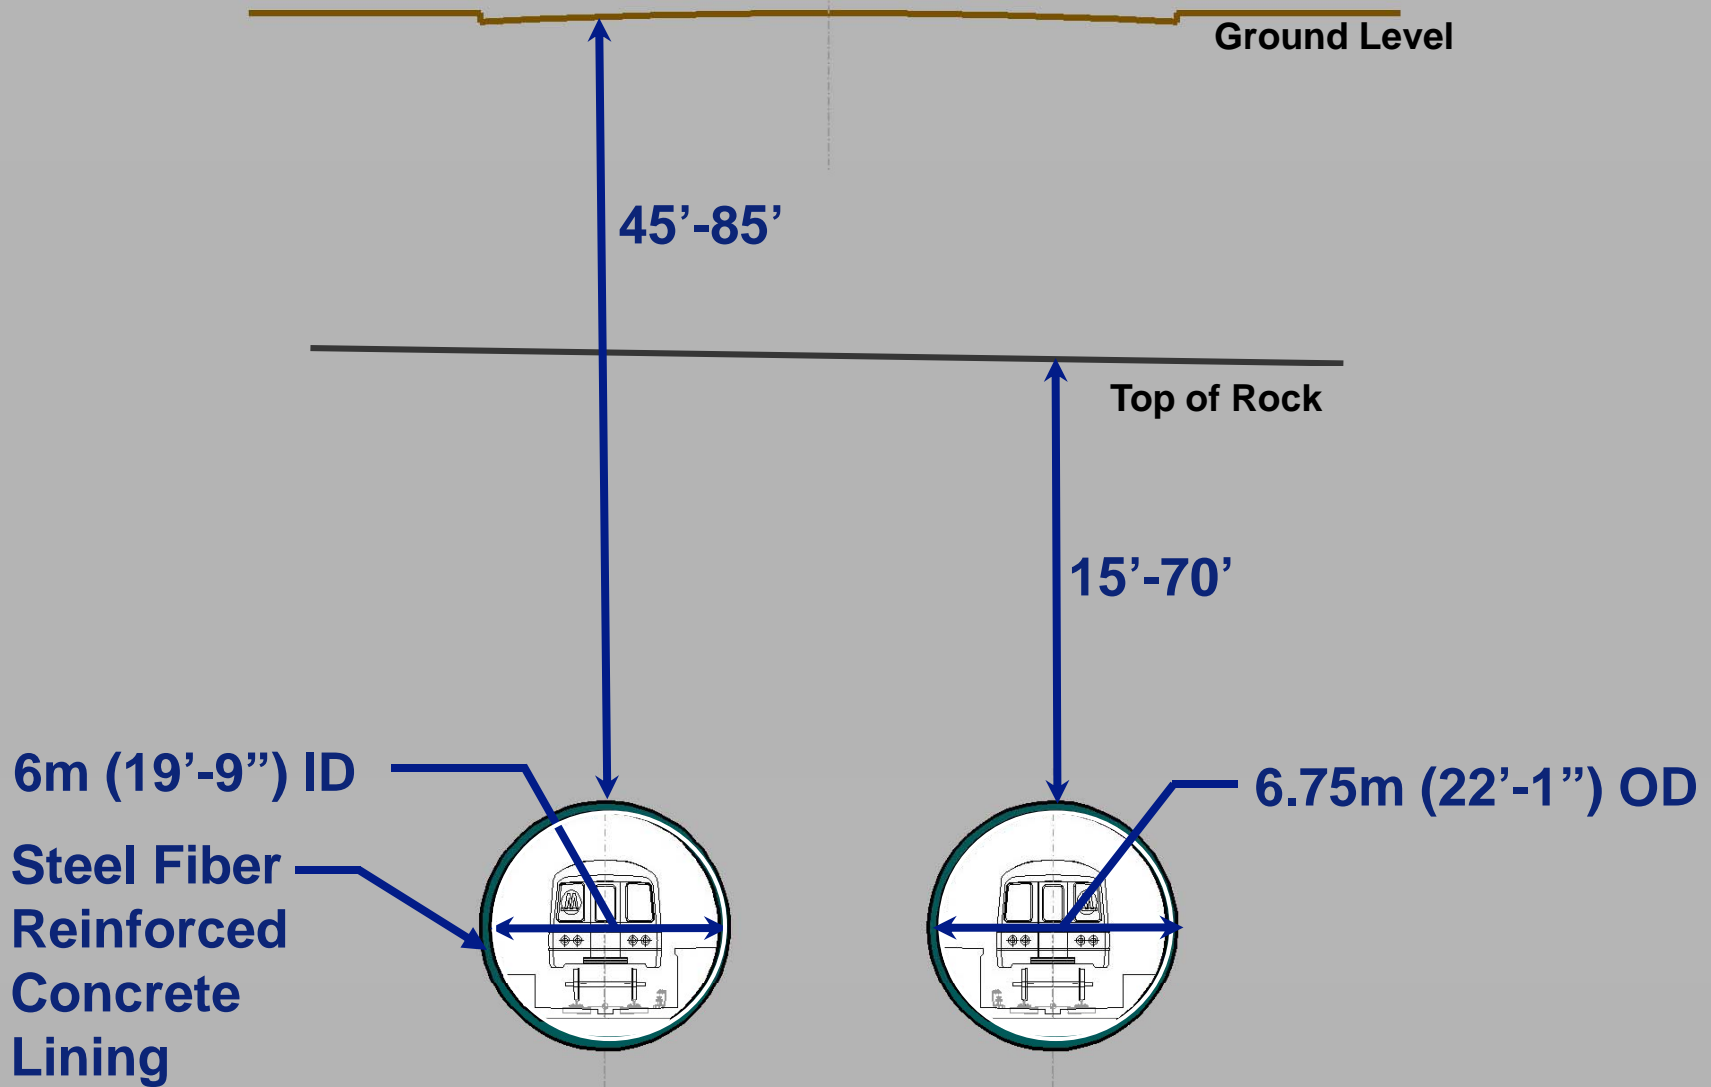 Ground Level
45’-85’
Top of Rock
15’-70’
6m (19’-9”) ID
6.75m (22’-1”) OD
Steel Fiber
Reinforced
Concrete
Lining